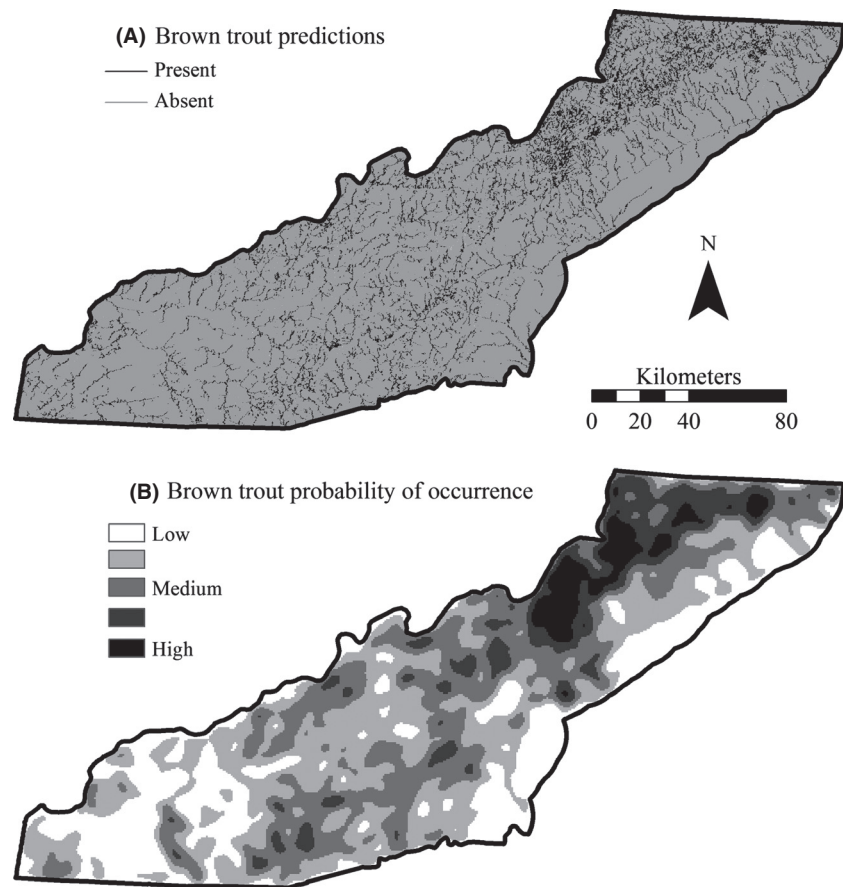 (A) Brown trout predictions
Present
Absent
N
Kilometers
0 20 40 80
(B) Brown trout probability of occurrence
Low
Medium
High